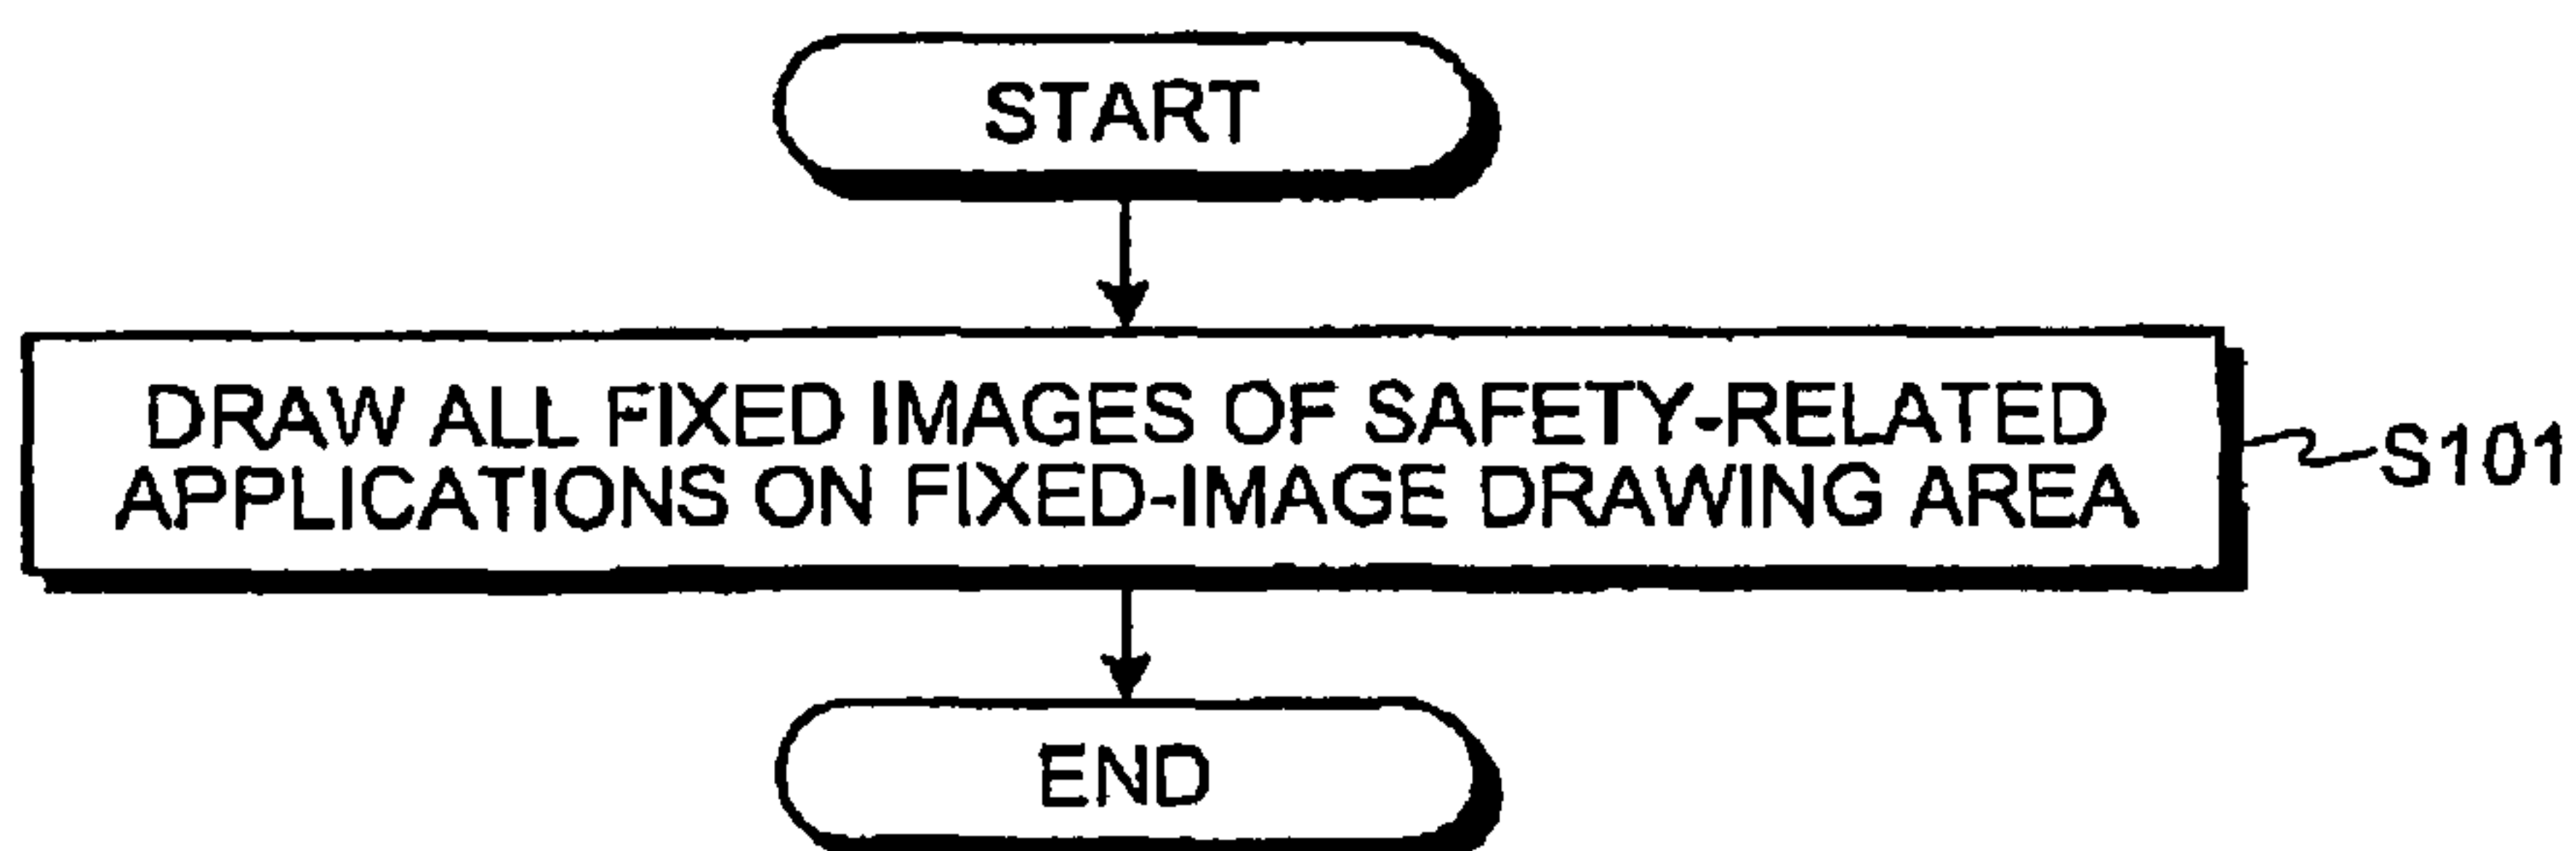 START
DRAW ALL FIXED IMAGES OF SAFETY-RELATED
APPLICATIONS ON FIXED-IMAGE DRAWING AREA
S101
END